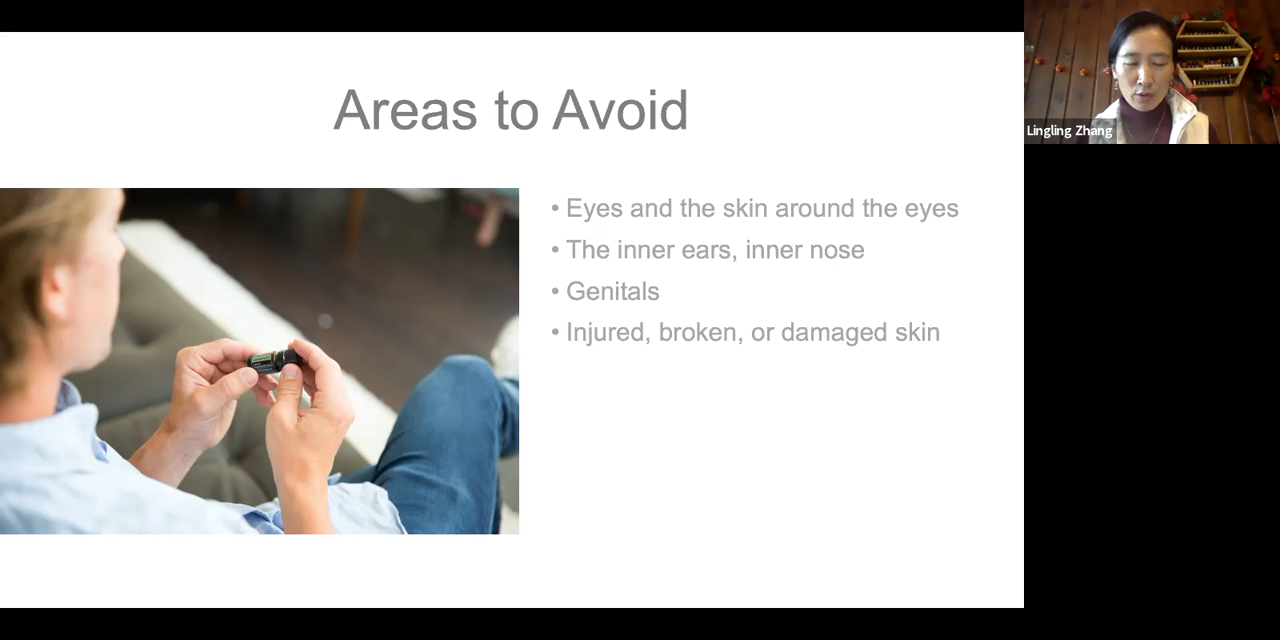 Areas to Avoid
• Eyes and the skin around the eyes
• The inner ears, inner nose
• Genitals
• Injured, broken, or damaged skin
Lingling Zhang